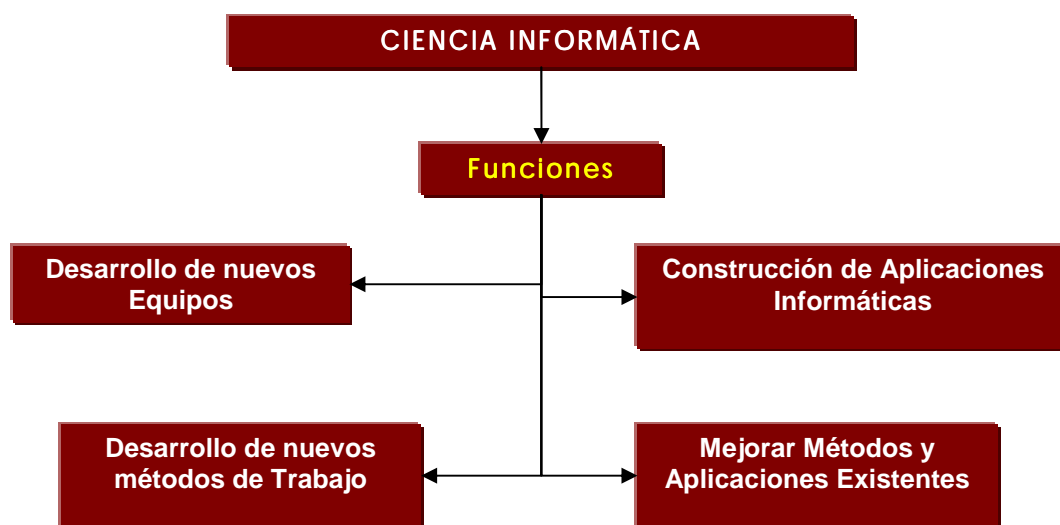 CIENCIA INFORMÁTICA
Funciones
Desarrollo de nuevos
Equipos
Construcción de Aplicaciones
Informáticas
Desarrollo de nuevos
métodos de Trabajo
Mejorar Métodos y
Aplicaciones Existentes